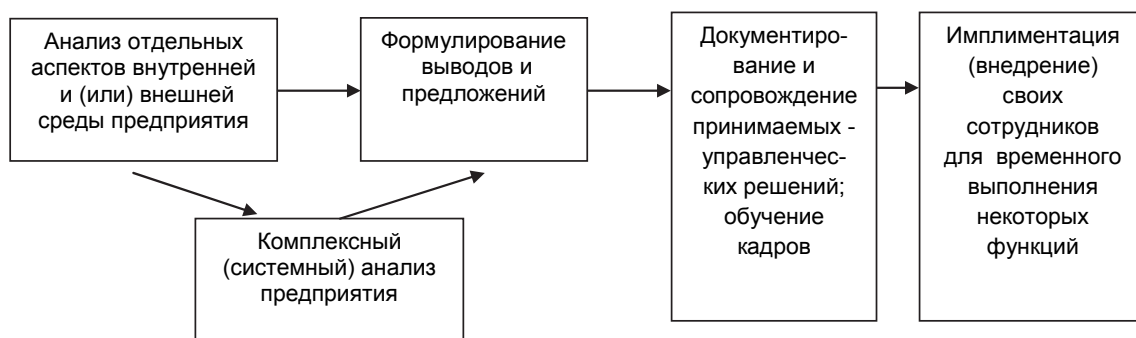 Анализ отдельных
аспектов внутренней
и (или) внешней
среды предприятия
Формулирование
выводов и
предложений
Документиро-
вание и
сопровождение
принимаемых -
управленчес-
ких решений;
обучение
кадров
Имплиментация
(внедрение)
своих
сотрудников
для временного
выполнения
некоторых
функций
Комплексный
(системный) анализ
предприятия